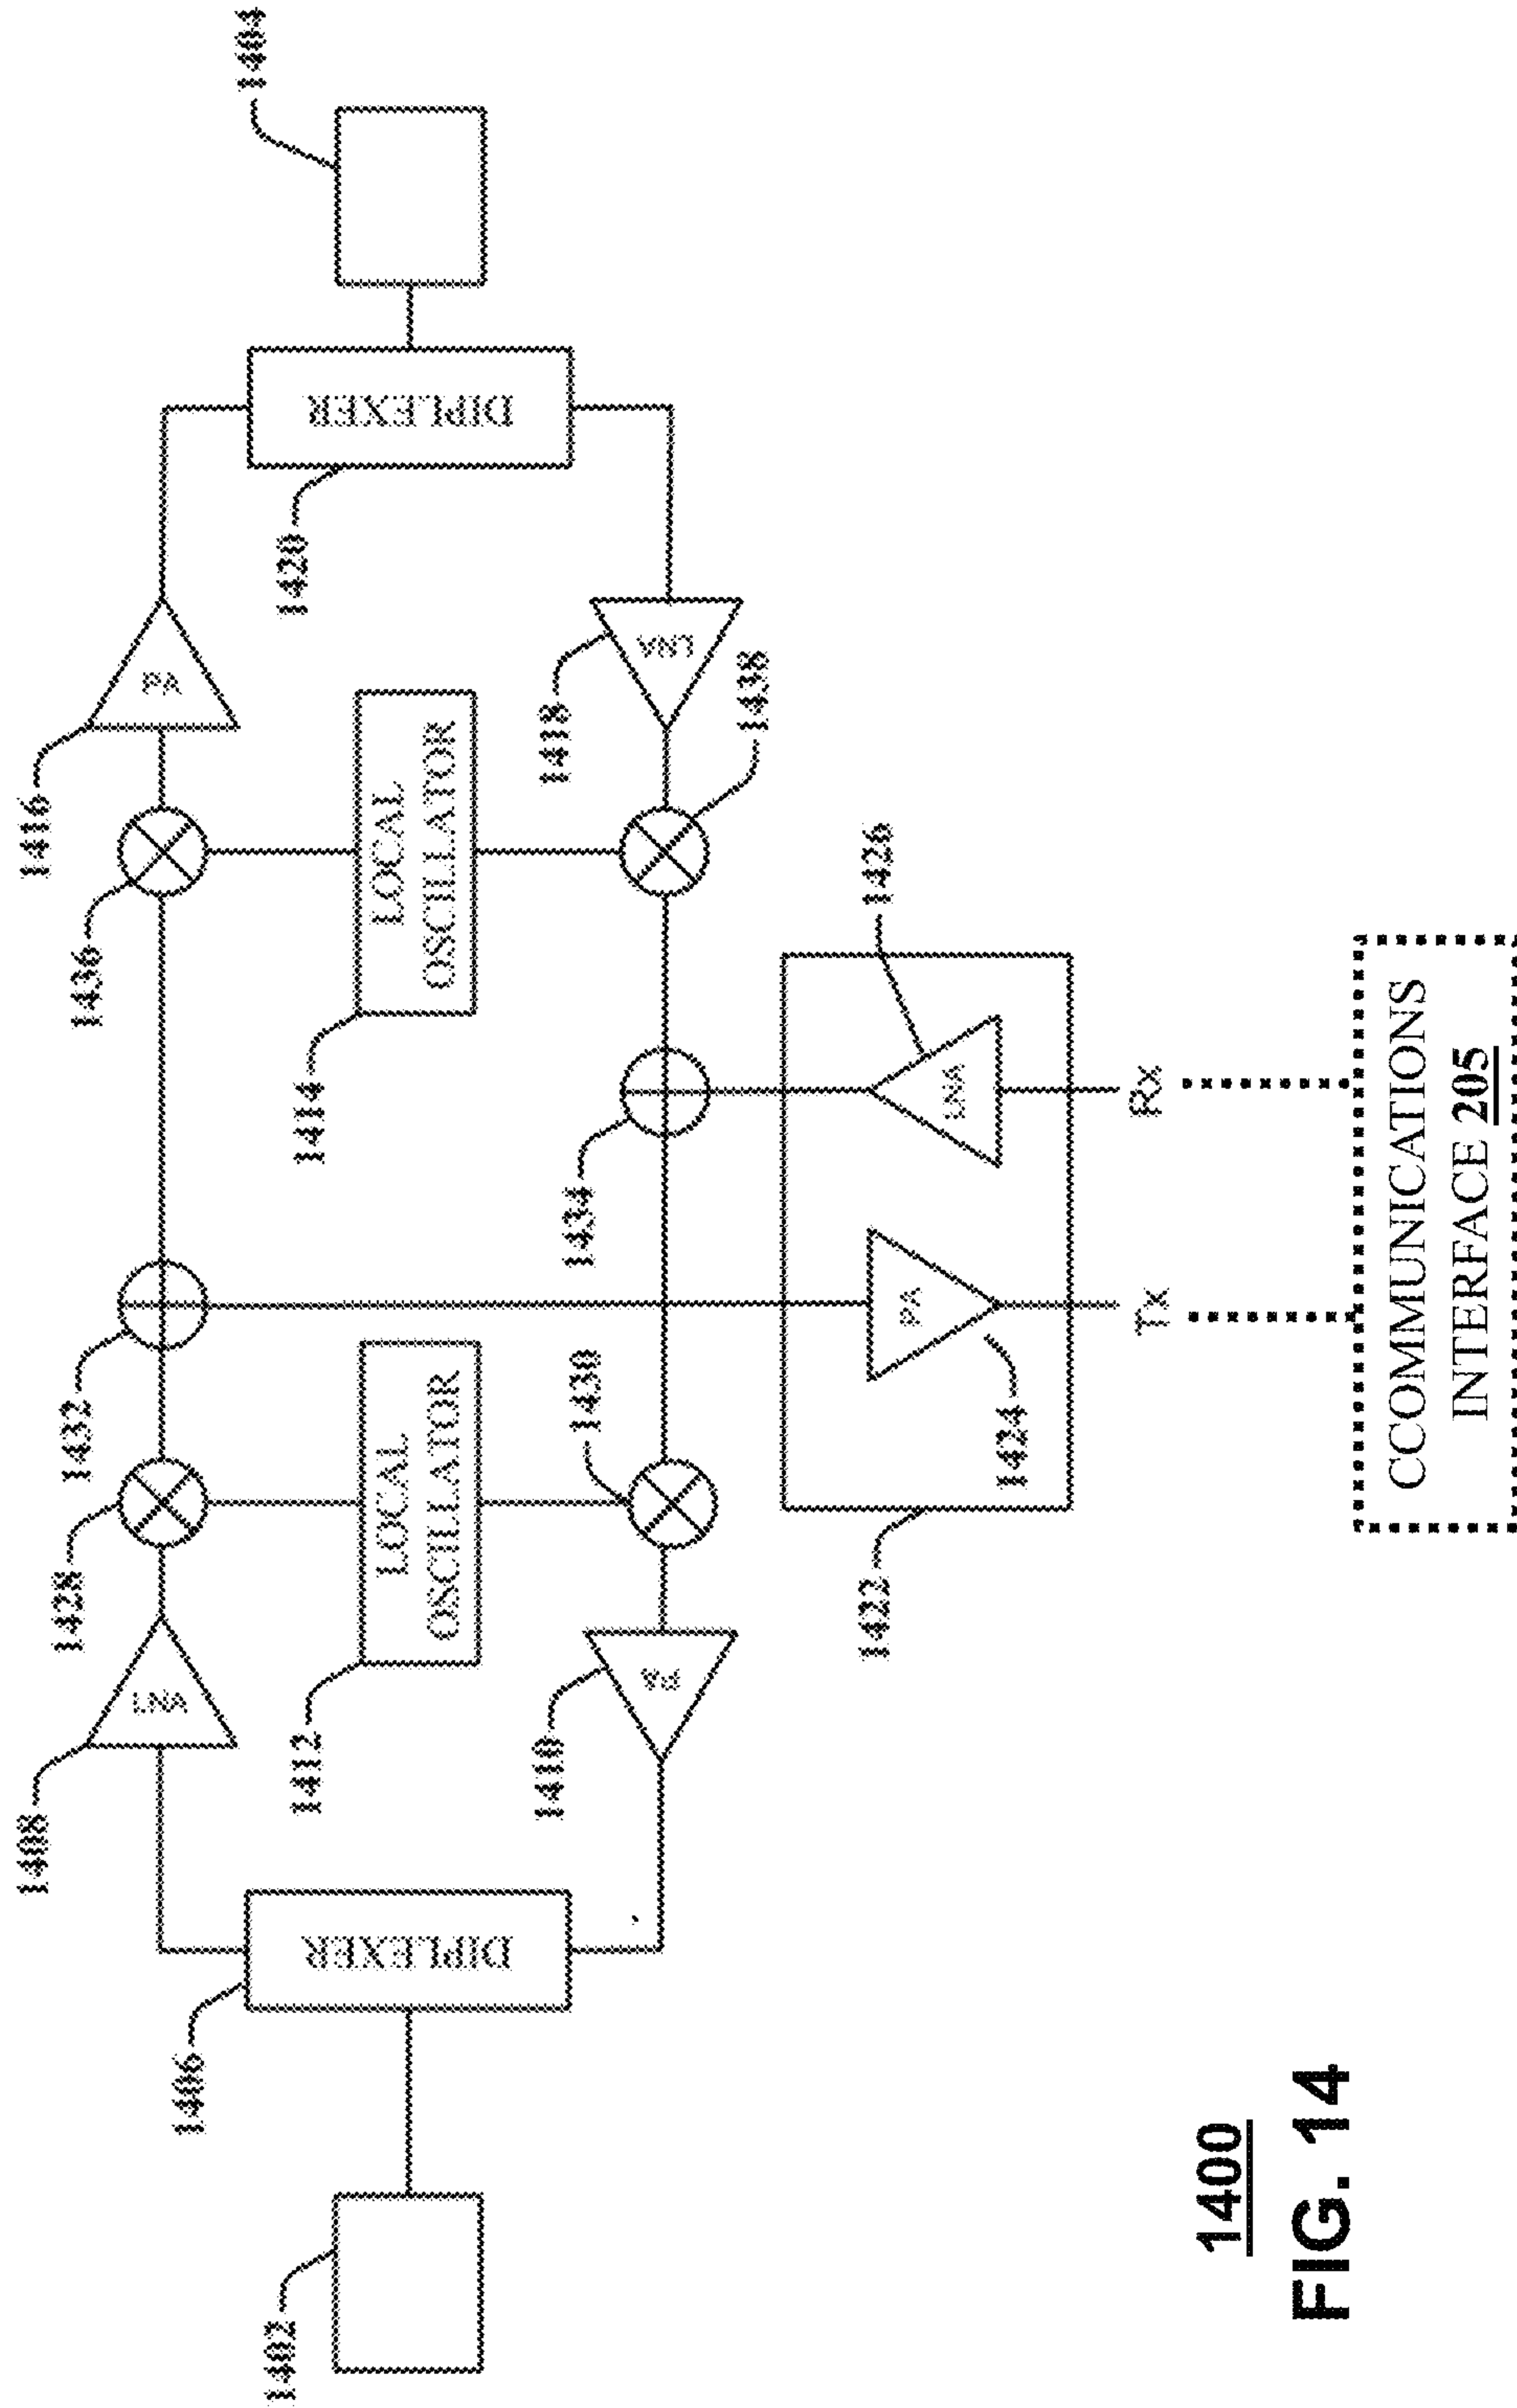 1404
1416
PA
1436
1420
DIPLEXER
LOCAL
OSCILLATOR
1414
1418
LNA
1438
1426
LNA
1434
Rx
1432
1428
LNA
1408
LOCAL
OSCILLATOR
1412
1430
PA
1410
PA
1424
Tx
1422
CCOMMUNICATIONS
INTERFACE 205
1406
DIPLEXER
1402
1400
FIG. 14